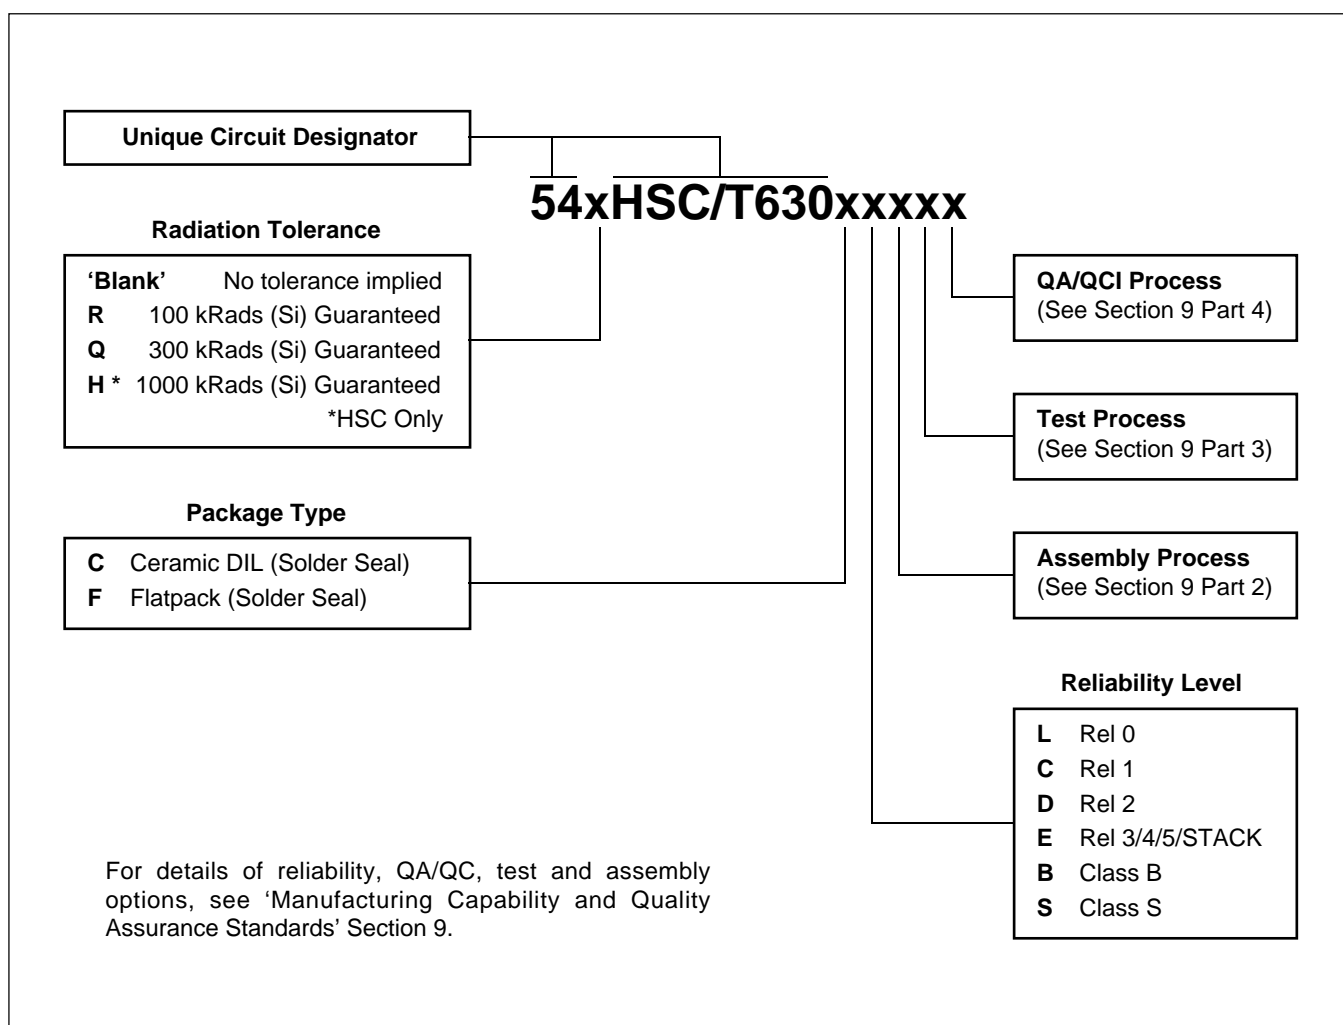 Unique Circuit Designator
54xHSC/T630xxxxx
Radiation Tolerance
‘Blank’ No tolerance implied
R 100 kRads (Si) Guaranteed
Q 300 kRads (Si) Guaranteed
H * 1000 kRads (Si) Guaranteed
*HSC Only
Package Type
C Ceramic DIL (Solder Seal)
F Flatpack (Solder Seal)
QA/QCI Process
(See Section 9 Part 4)
Test Process
(See Section 9 Part 3)
Assembly Process
(See Section 9 Part 2)
Reliability Level
L Rel 0
C Rel 1
D Rel 2
E Rel 3/4/5/STACK
B Class B
S Class S
For details of reliability, QA/QC, test and assembly
options, see ‘Manufacturing Capability and Quality
Assurance Standards’ Section 9.